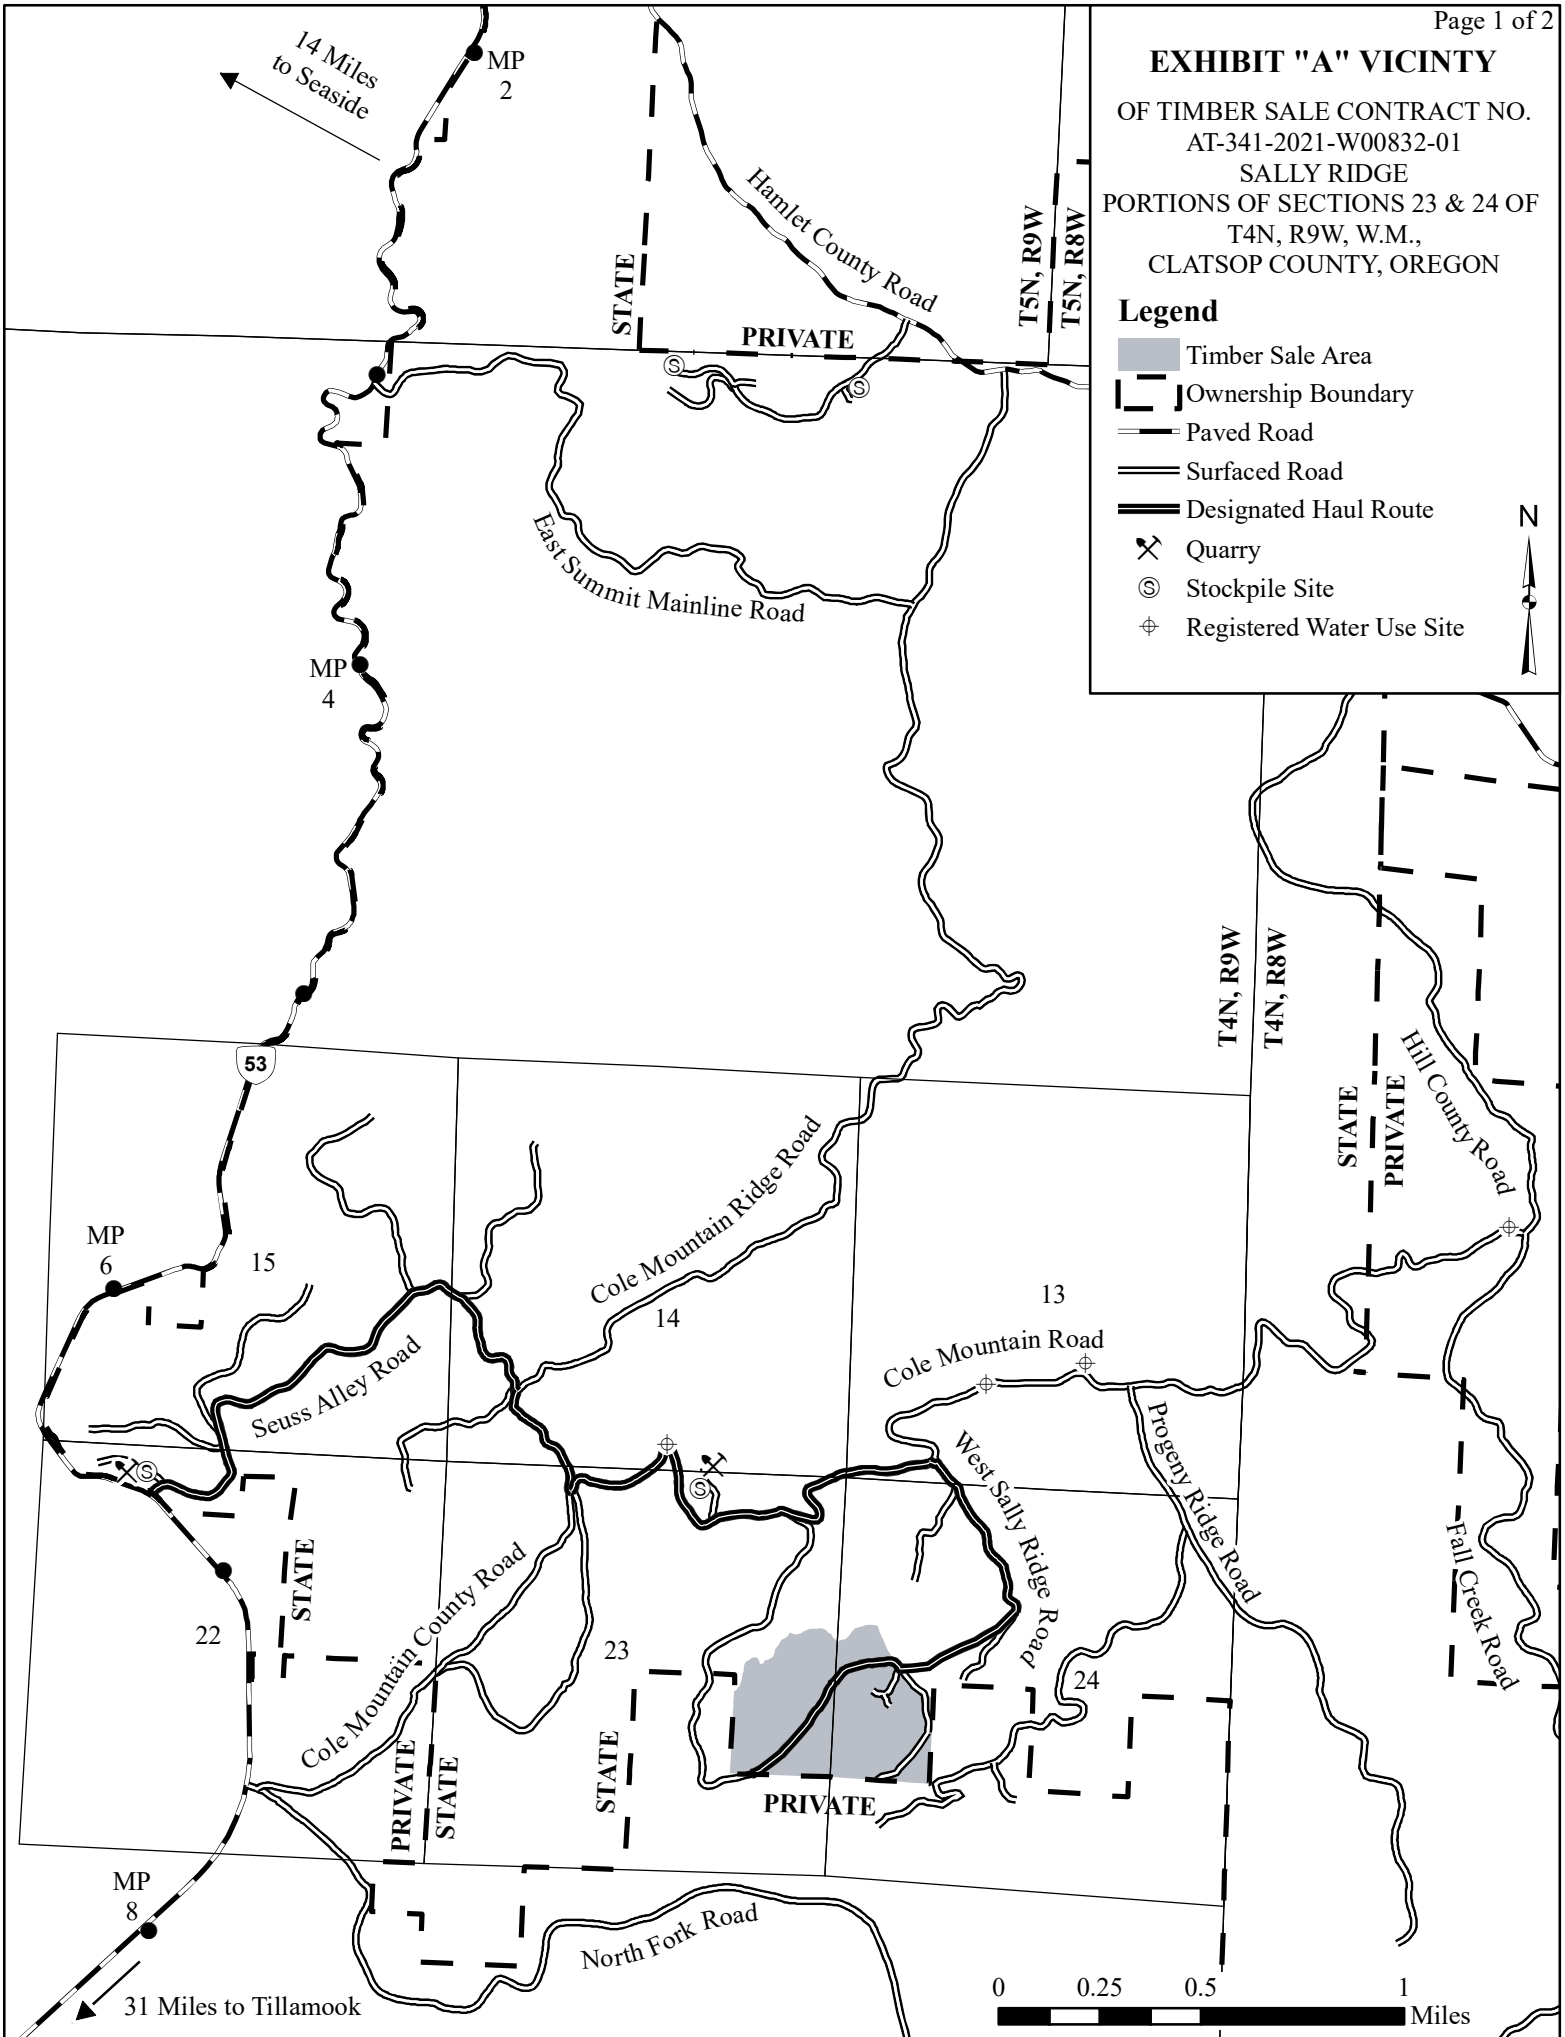 Page 1 of 2
EXHIBIT "A" VICINTY
OF TIMBER SALE CONTRACT NO.
AT-341-2021-W00832-01
SALLY RIDGE
PORTIONS OF SECTIONS 23 & 24 OF
T4N, R9W, W.M.,
CLATSOP COUNTY, OREGON
Legend
Timber Sale Area
Ownership Boundary
Paved Road
Surfaced Road
Designated Haul Route
Quarry
S
Stockpile Site
Registered Water Use Site
N
14 Miles
to Seaside
MP
2
Hamlet County Road
STATE
PRIVATE
T5N, R9W
T5N, R8W
S
S
East Summit Mainline Road
MP
4
T4N, R9W
T4N, R8W
53
Hill County Road
STATE
PRIVATE
Cole Mountain Ridge Road
MP
6
15
14
13
Cole Mountain Road
Seuss Alley Road
S
S
West Sally Ridge Road
Progeny Ridge Road
Fall Creek Road
STATE
Cole Mountain County Road
22
23
24
PRIVATE
STATE
STATE
PRIVATE
MP
8
North Fork Road
31 Miles to Tillamook
0 0.25 0.5 1
Miles